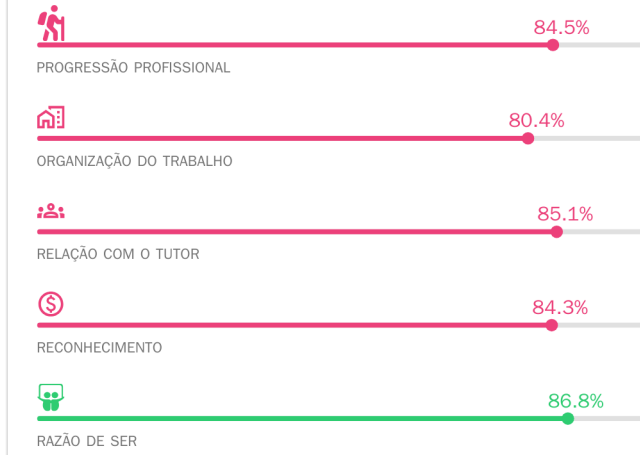 84.5%
PROGRESSÃO PROFISSIONAL
80.4%
ORGANIZAÇÃO DO TRABALHO
85.1%
RELAÇÃO COM O TUTOR
$
84.3%
RECONHECIMENTO
86.8%
RAZÃO DE SER